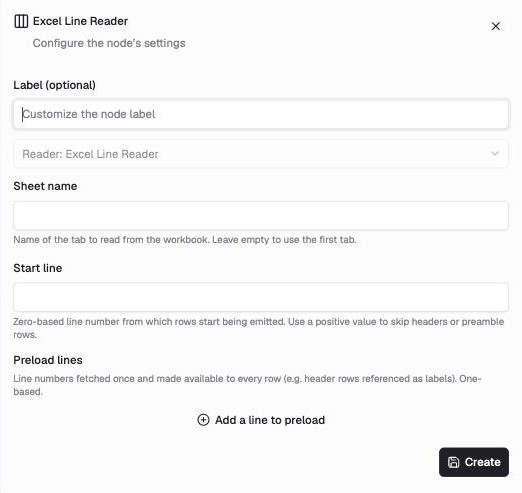 Excel Line Reader
Configure the node's settings
Label (optional)
Customize the node label
Reader: Excel Line Reader
Sheet name
Name of the tab to read from the workbook. Leave empty to use the first tab.
Start line
Zero-based line number from which rows start being emitted. Use a positive value to skip headers or preamble
rows.
Preload lines
Line numbers fetched once and made available to every row (e.g. header rows referenced as labels). One-
based.
Add a line to preload
Create